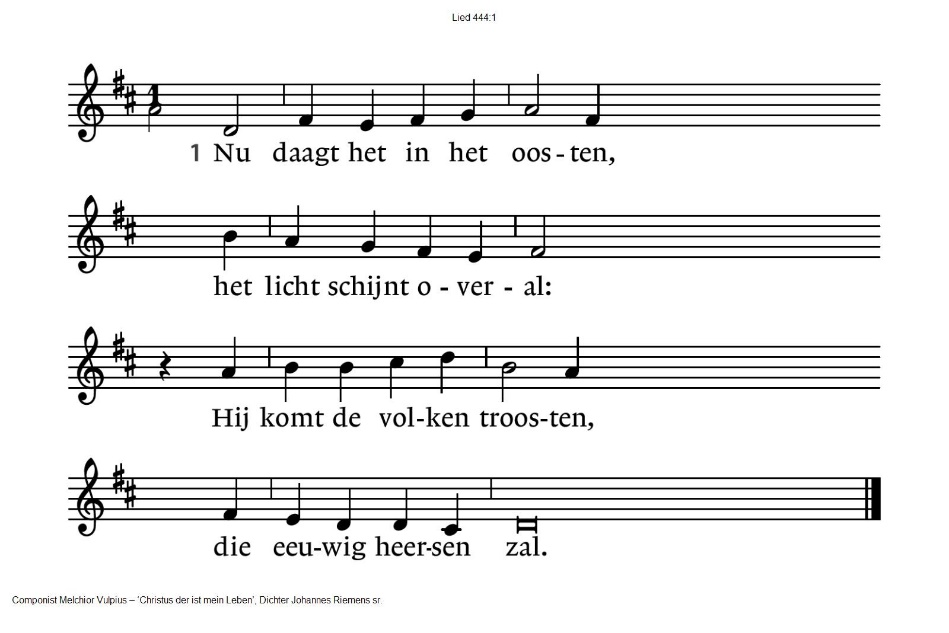 Lied 444:1
1 Nu daagt het in het oos - ten,
het licht schijnt o - ver - al:
Hij komt de vol-ken troos-ten,
die eeu-wig heer-sen zal.
Componist Melchior Vulpius – 'Christus der ist mein Leben', Dichter Johannes Riemens sr